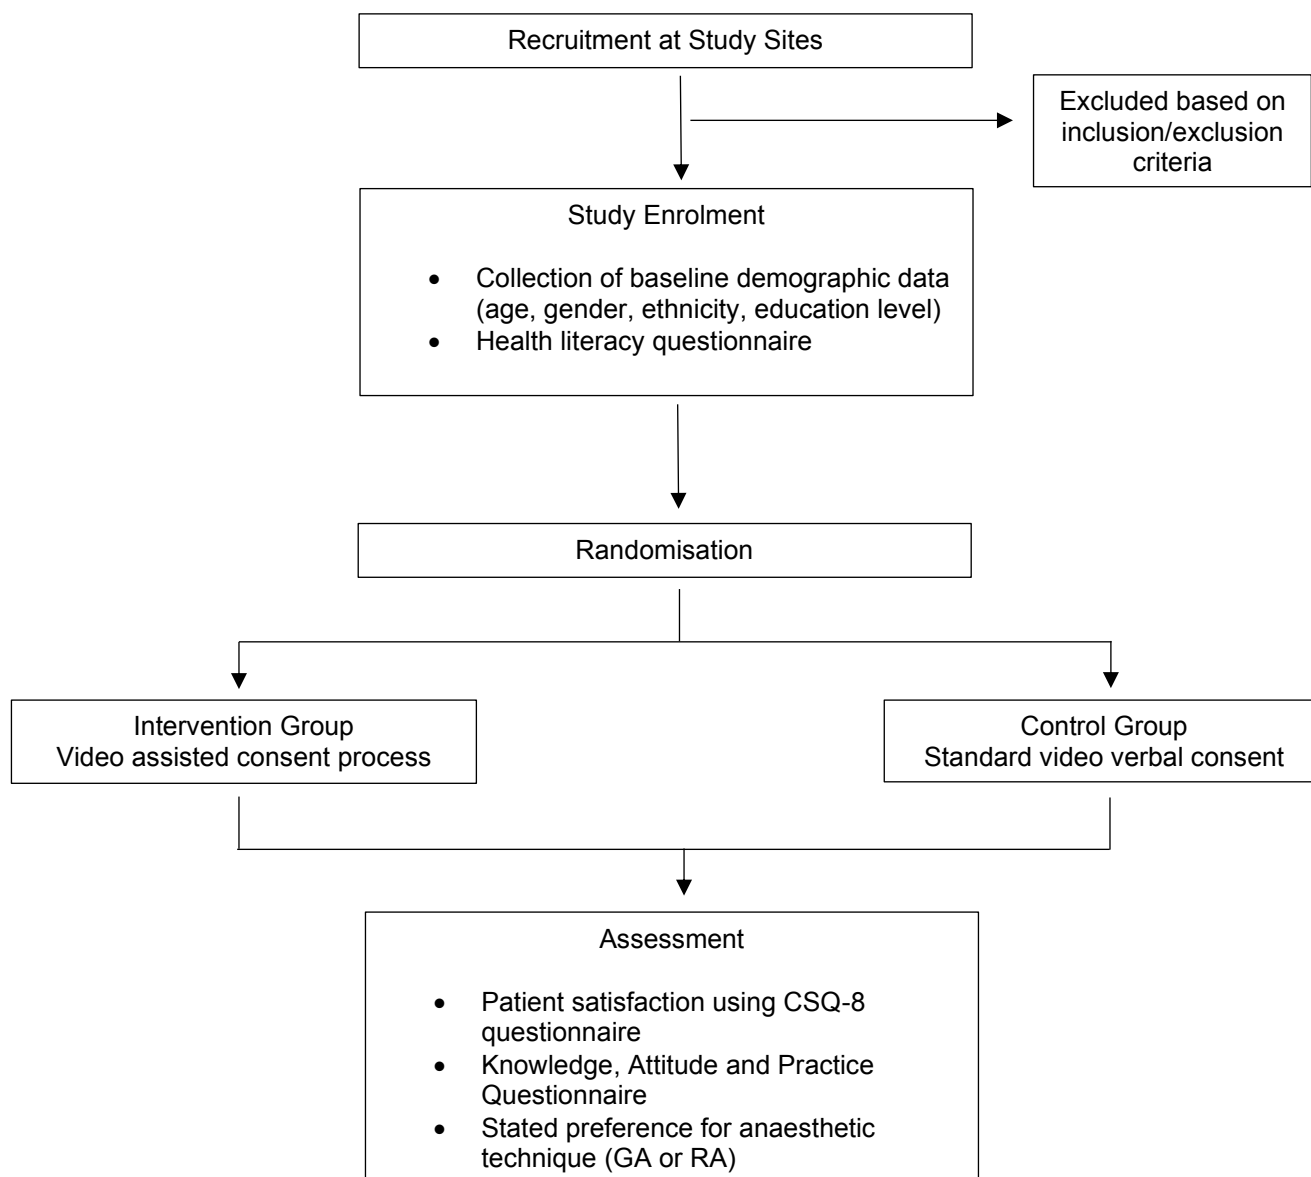 Recruitment at Study Sites
Excluded based on
inclusion/exclusion
criteria
Study Enrolment
• Collection of baseline demographic data
(age, gender, ethnicity, education level)
• Health literacy questionnaire
Randomisation
Intervention Group
Video assisted consent process
Control Group
Standard video verbal consent
Assessment
• Patient satisfaction using CSQ-8
questionnaire
• Knowledge, Attitude and Practice
Questionnaire
• Stated preference for anaesthetic
technique (GA or RA)